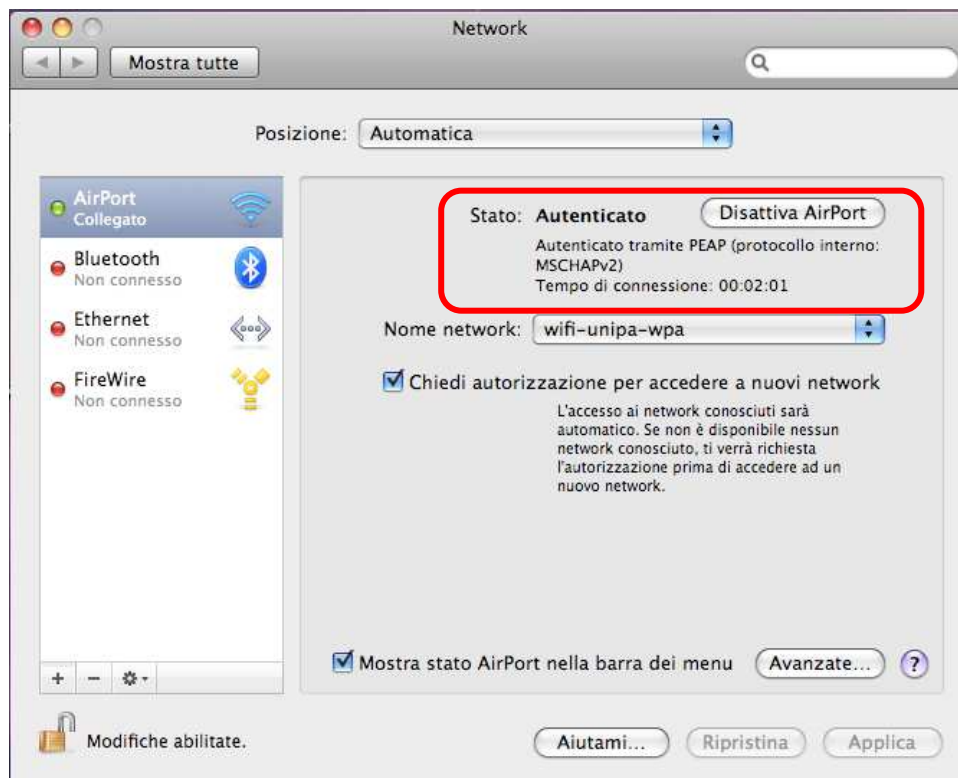 Network
Mostra tutte
Posizione: Automatica
AirPort
Collegato
Bluetooth
Non connesso
Ethernet
Non connesso
FireWire
Non connesso
Stato: Autenticato Disattiva AirPort
Autenticato tramite PEAP (protocollo interno:
MSCHAPv2)
Tempo di connessione: 00:02:01
Nome network: wifi-unipa-wpa
Chiedi autorizzazione per accedere a nuovi network
L'accesso ai network conosciuti sarà
automatico. Se non è disponibile nessun
network conosciuto, ti verrà richiesta
l'autorizzazione prima di accedere ad un
nuovo network.
Mostra stato AirPort nella barra dei menu Avanzate... ?
Modifiche abilitate.
Aiutami... Ripristina Applica